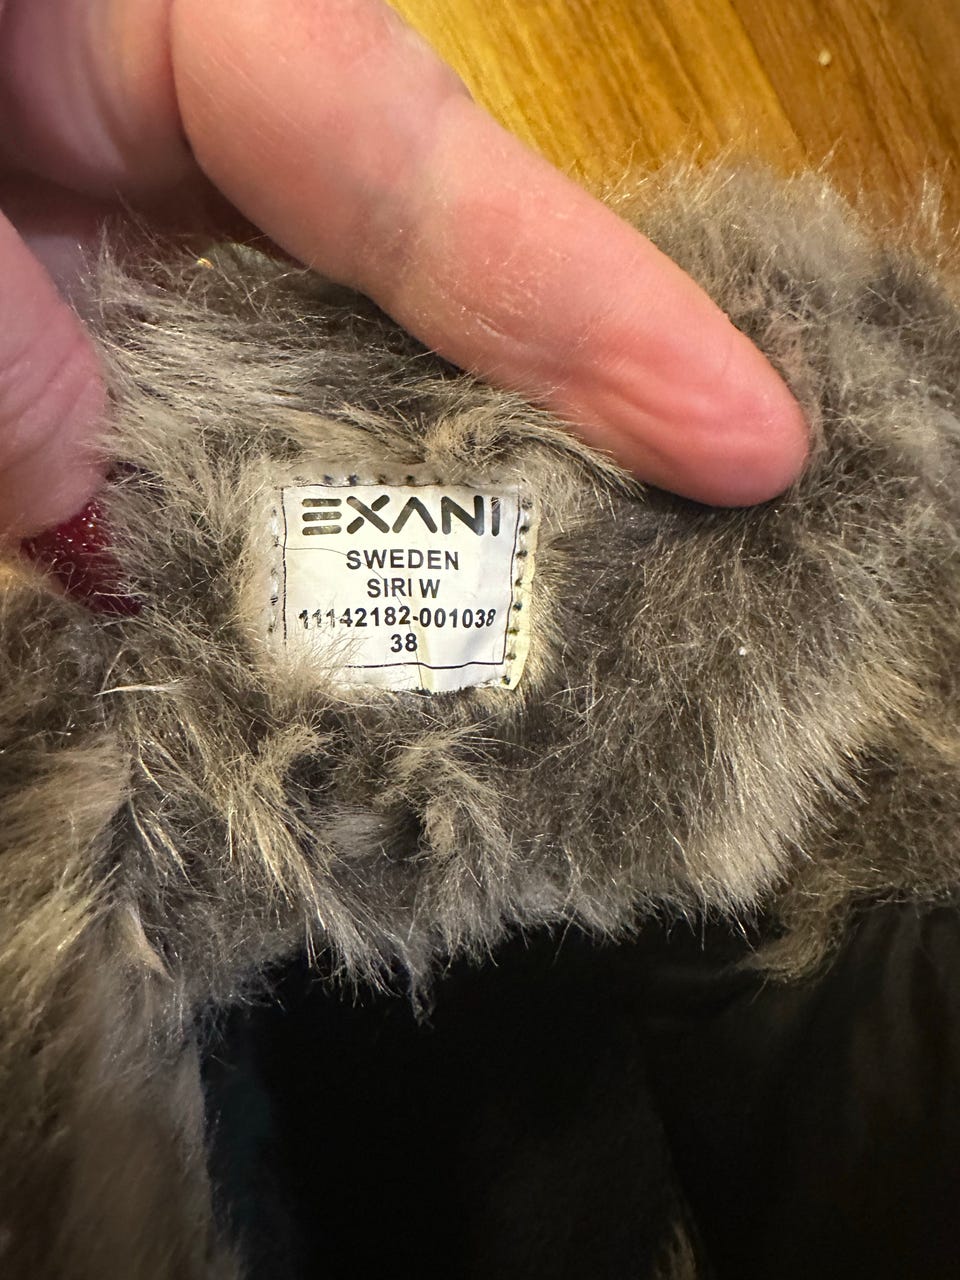 EXANI
SWEDEN
SIRI W
11142182-001038
38